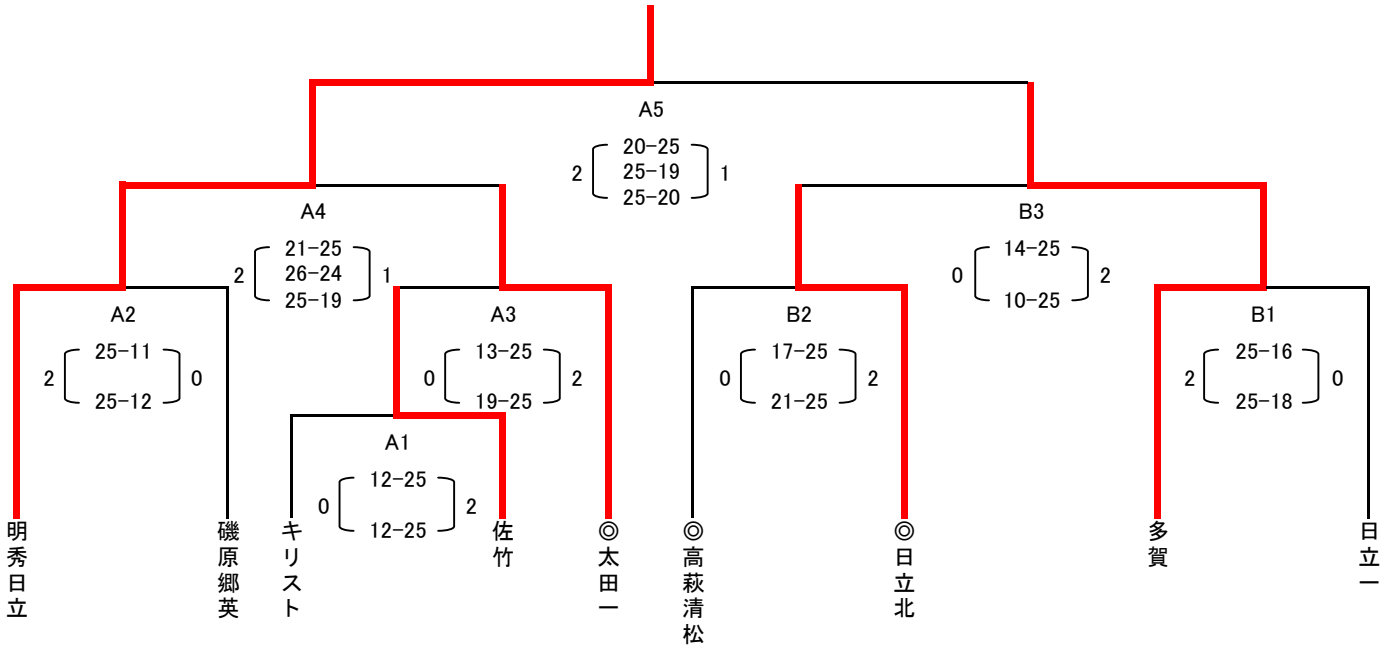 A5
20-25
2 25-19 1
25-20
A4
21-25
2 26-24 1
25-19
B3
14-25
0 2
10-25
A2
25-11
2 0
25-12
A3
13-25
0 2
19-25
B2
17-25
0 2
21-25
B1
25-16
2 0
25-18
A1
12-25
0 2
12-25
明秀日立
磯原郷英
キリスト
佐竹
◎太田一
◎高萩清松
◎日立北
多賀
日立一